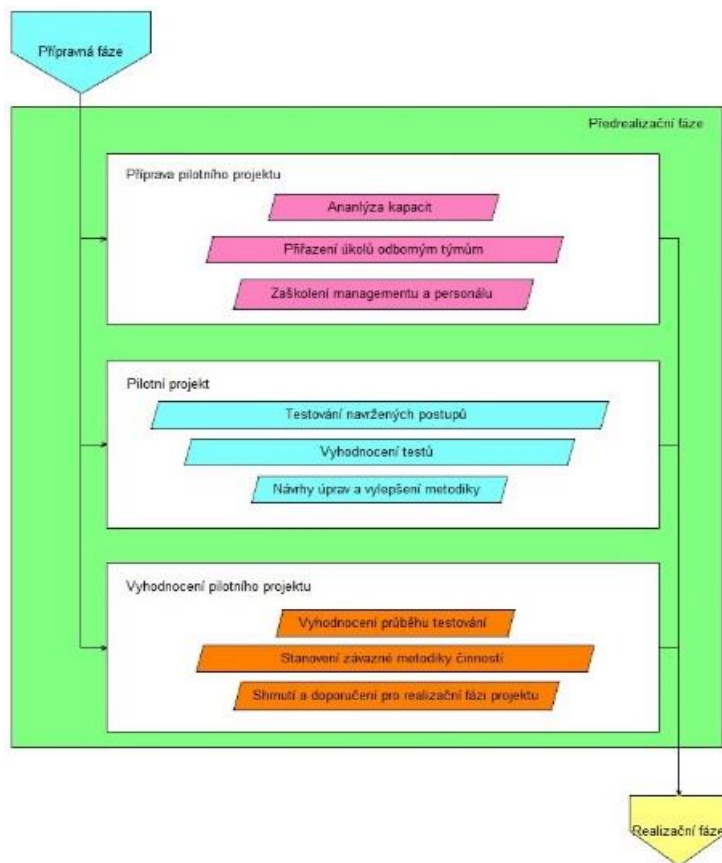 Přípravná fáze
Předrealizační fáze
Příprava pilotního projektu
Ananlýza kapacit
Přiřazení úkolů odborným týmům
Zaškolení managementu a personálu
Pilotní projekt
Testování navržených postupů
Vyhodnocení testů
Návrhy úprav a vylepšení metodiky
Vyhodnocení pilotního projektu
Vyhodnocení průběhu testování
Stanovení závazné metodiky činností
Shrnutí a doporučení pro realizační fázi projektu
Realizační fáze